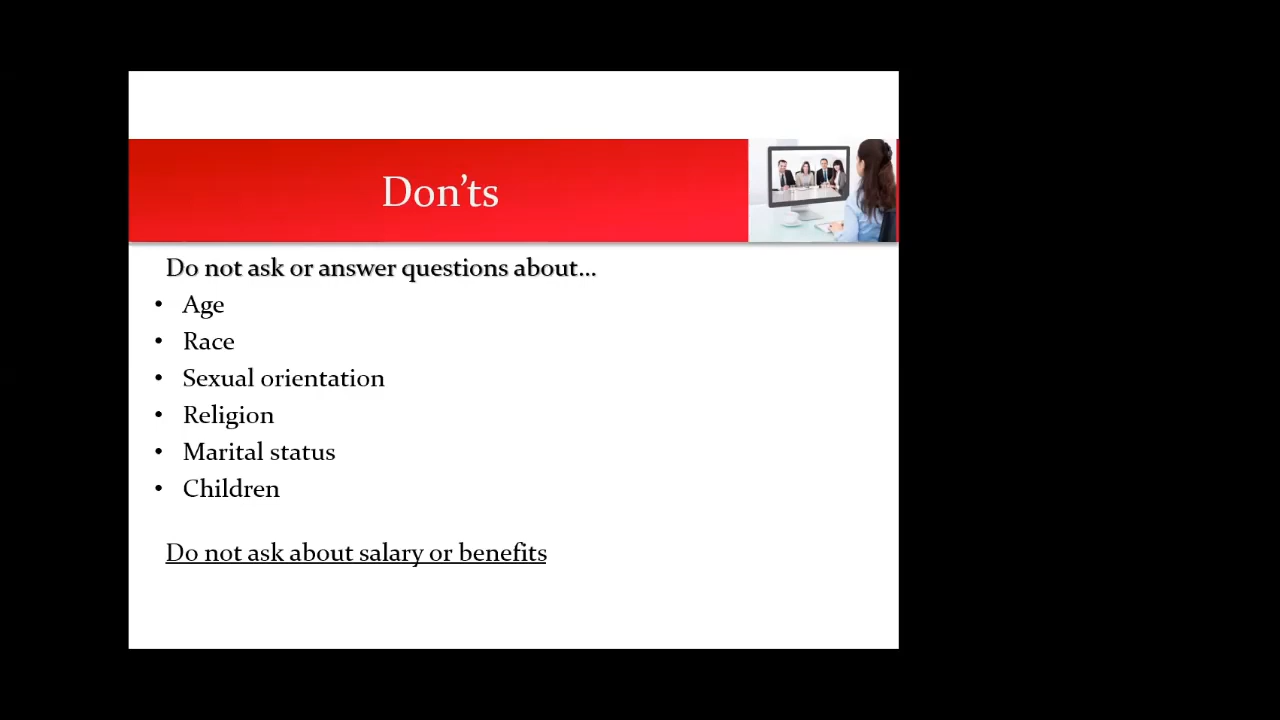 Don’ts
Do not ask or answer questions about...
• Age
• Race
• Sexual orientation
• Religion
• Marital status
• Children
Do not ask about salary or benefits